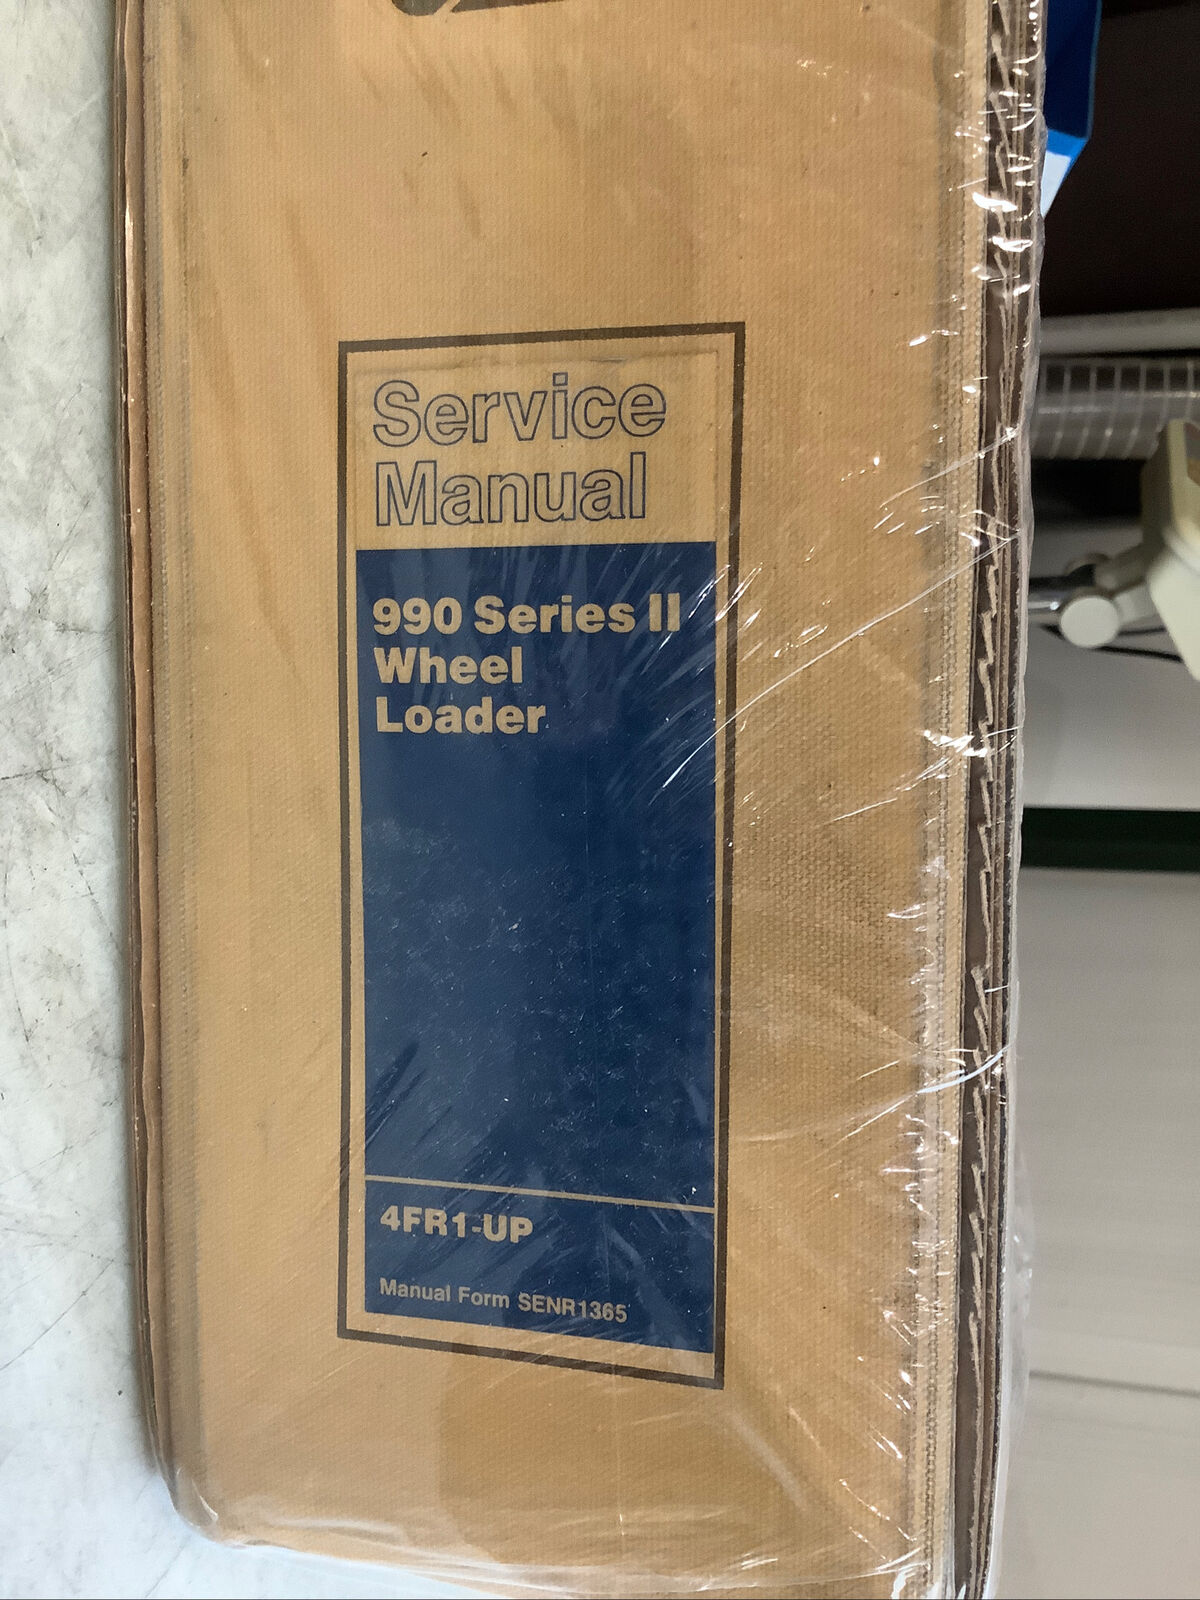 Service
Manual
990 Series II
Wheel
Loader
4FR1-UP
Manual Form SENR1365